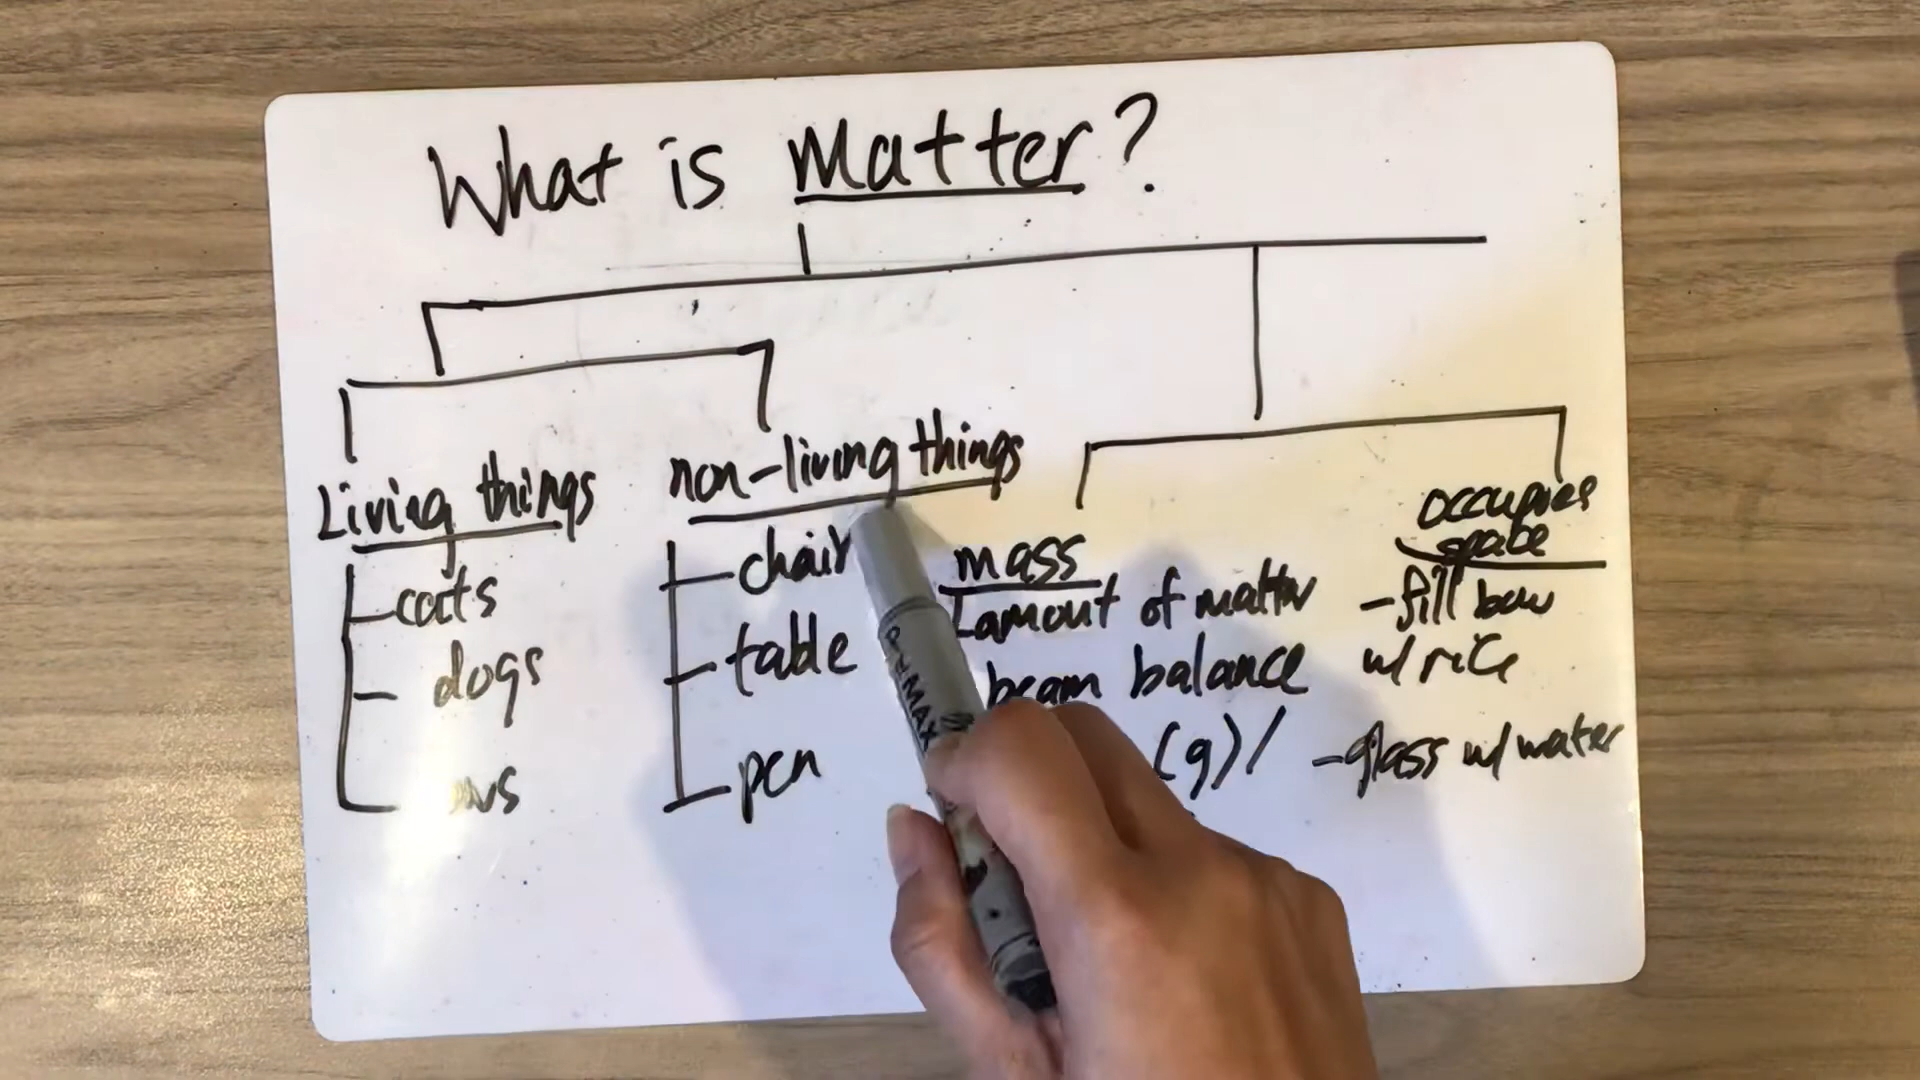 What is Matter?
Living things
cats
dogs
non-living things
chair
table
pen
mass
amount of matter
beam balance
(g)/
occupies
space
- fill bow
w/ rice
- glass w/ water